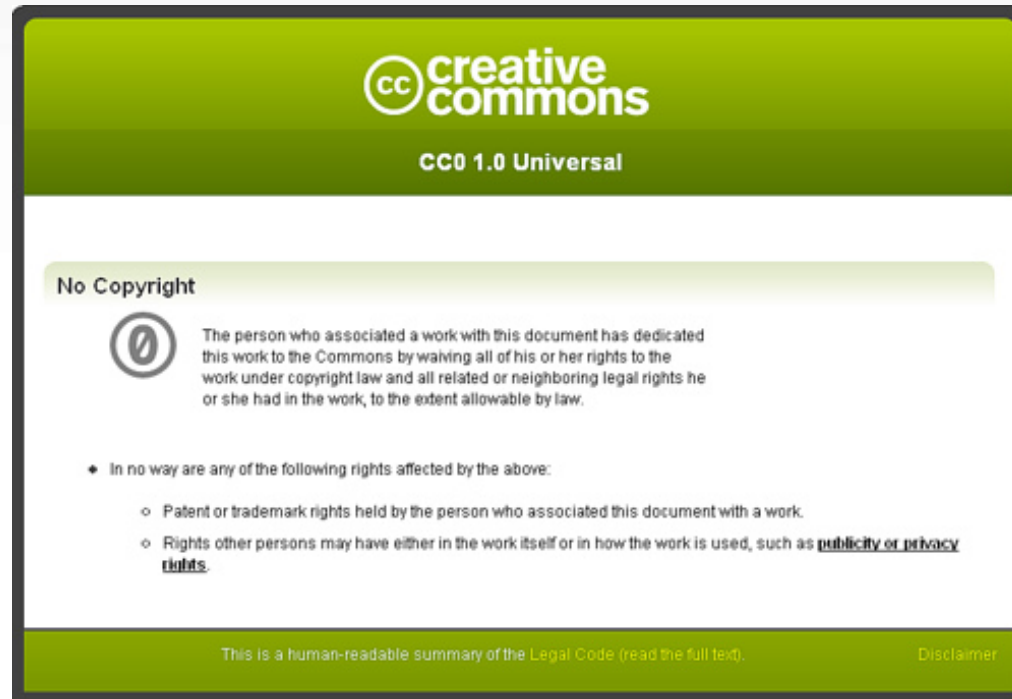 cc creative
commons
CC0 1.0 Universal
No Copyright
0
The person who associated a work with this document has dedicated
this work to the Commons by waiving all of his or her rights to the
work under copyright law and all related or neighboring legal rights he
or she had in the work, to the extent allowable by law.
In no way are any of the following rights affected by the above:
Patent or trademark rights held by the person who associated this document with a work.
Rights other persons may have either in the work itself or in how the work is used, such as publicity or privacy
rights.
This is a human-readable summary of the Legal Code (read the full text). Disclaimer